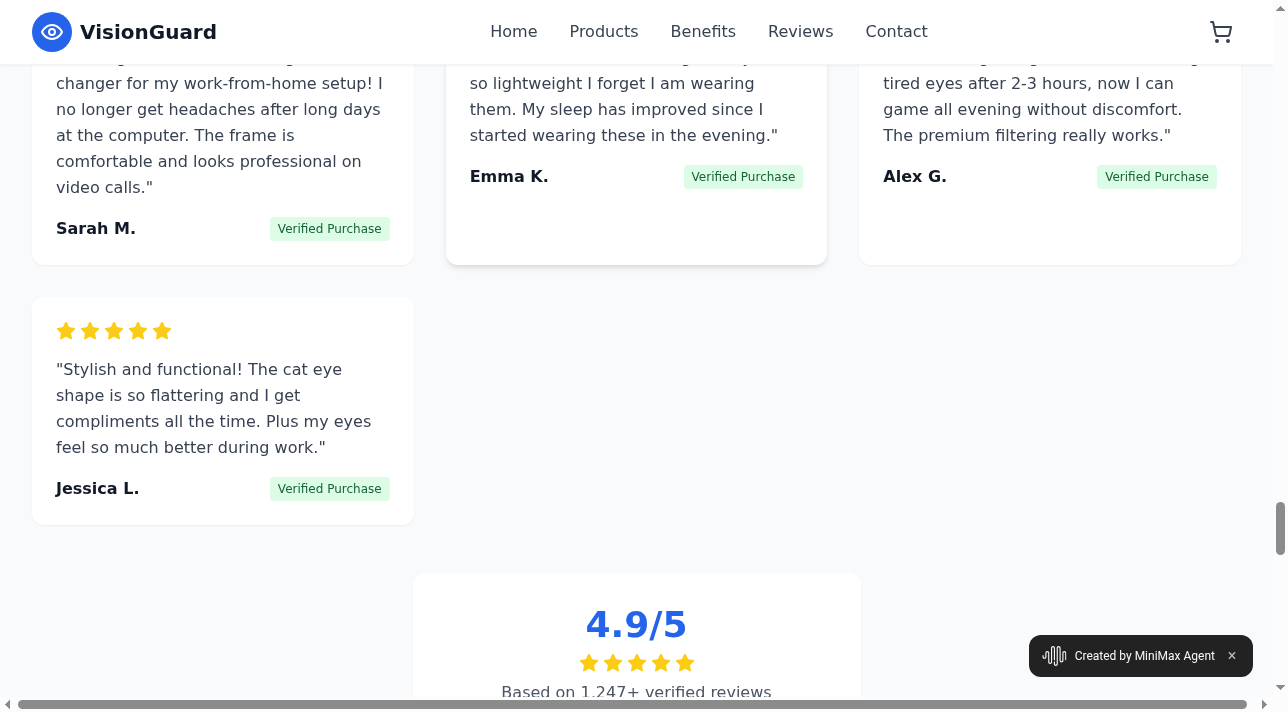 VisionGuard
Home
Products
Benefits
Reviews
Contact
changer for my work-from-home setup! I
no longer get headaches after long days
at the computer. The frame is
comfortable and looks professional on
video calls."
Sarah M.
Verified Purchase
so lightweight I forget I am wearing
them. My sleep has improved since I
started wearing these in the evening."
Emma K.
Verified Purchase
tired eyes after 2-3 hours, now I can
game all evening without discomfort.
The premium filtering really works."
Alex G.
Verified Purchase
"Stylish and functional! The cat eye
shape is so flattering and I get
compliments all the time. Plus my eyes
feel so much better during work."
Jessica L.
Verified Purchase
4.9/5
Based on 1,247+ verified reviews
Created by MiniMax Agent